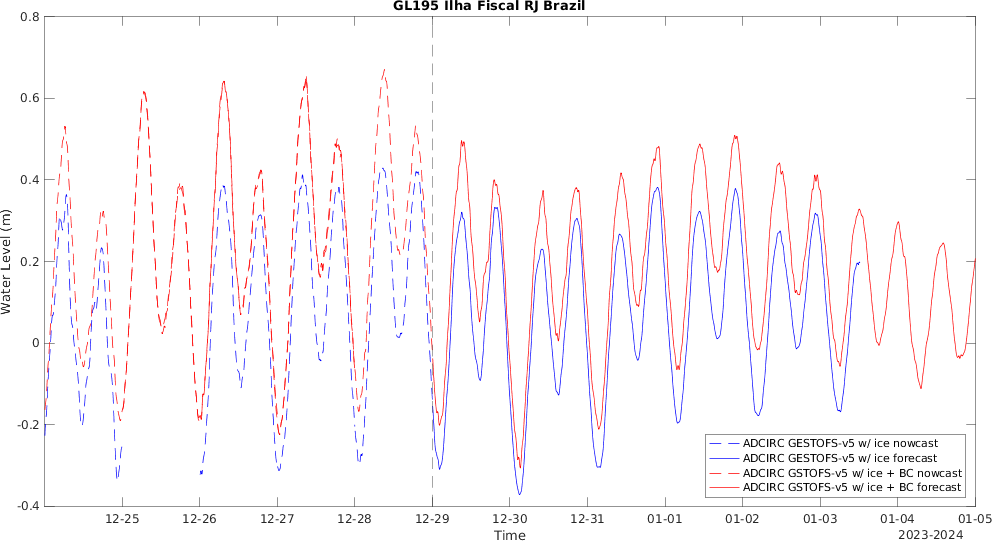 GL195 Ilha Fiscal RJ Brazil
Water Level (m)
0.8
0.6
0.4
0.2
0
-0.2
-0.4
ADCIRC GESTOFS-v5 w/ ice nowcast
ADCIRC GESTOFS-v5 w/ ice forecast
ADCIRC GSTOFS-v5 w/ ice + BC nowcast
ADCIRC GSTOFS-v5 w/ ice + BC forecast
12-25 12-26 12-27 12-28 12-29 12-30 12-31 01-01 01-02 01-03 01-04 01-05
Time
2023-2024